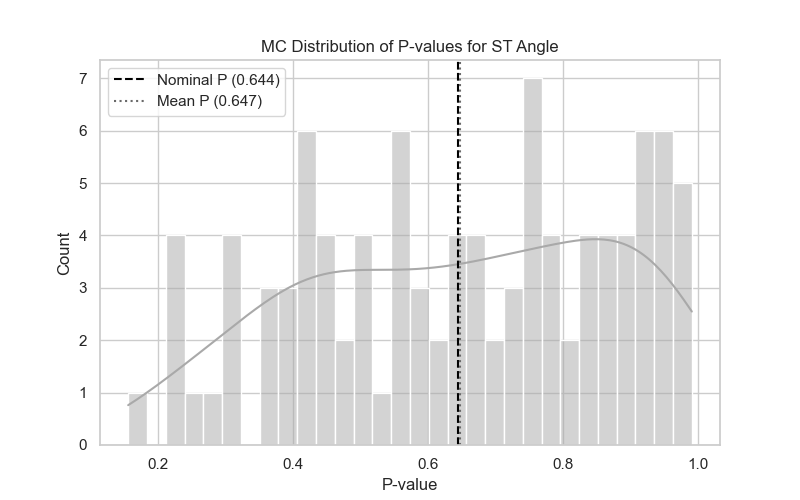 MC Distribution of P-values for ST Angle
Nominal P (0.644)
Mean P (0.647)
7
6
5
4
3
2
1
0
Count
0.2 0.4 0.6 0.8 1.0
P-value